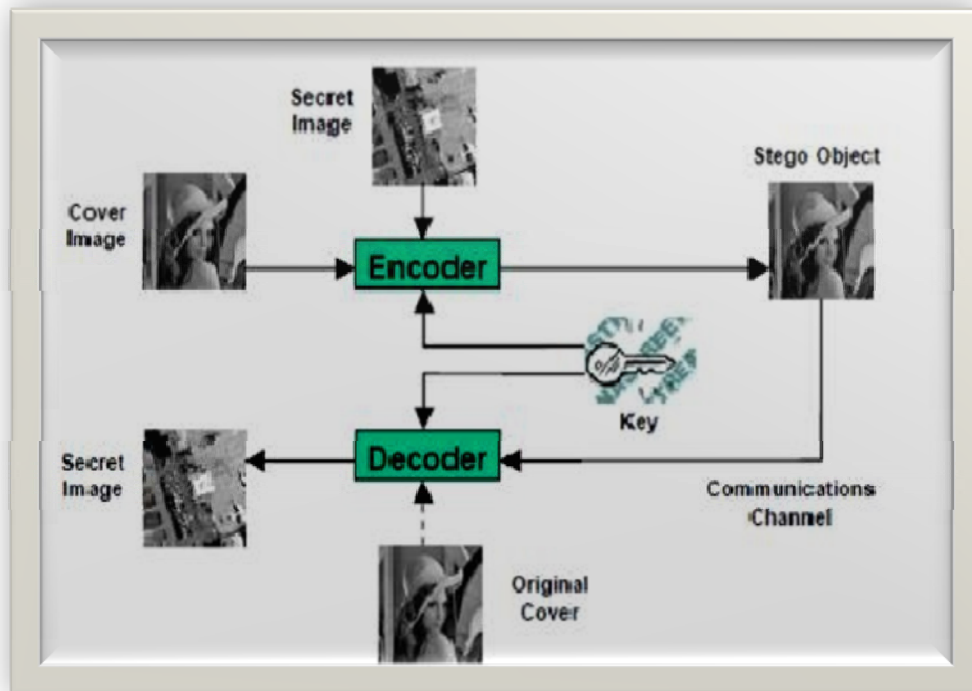 Secret
Image
Stego Object
Cover
Image
Encoder
Key
Decoder
Secret
Image
Communications
Channel
Original
Cover